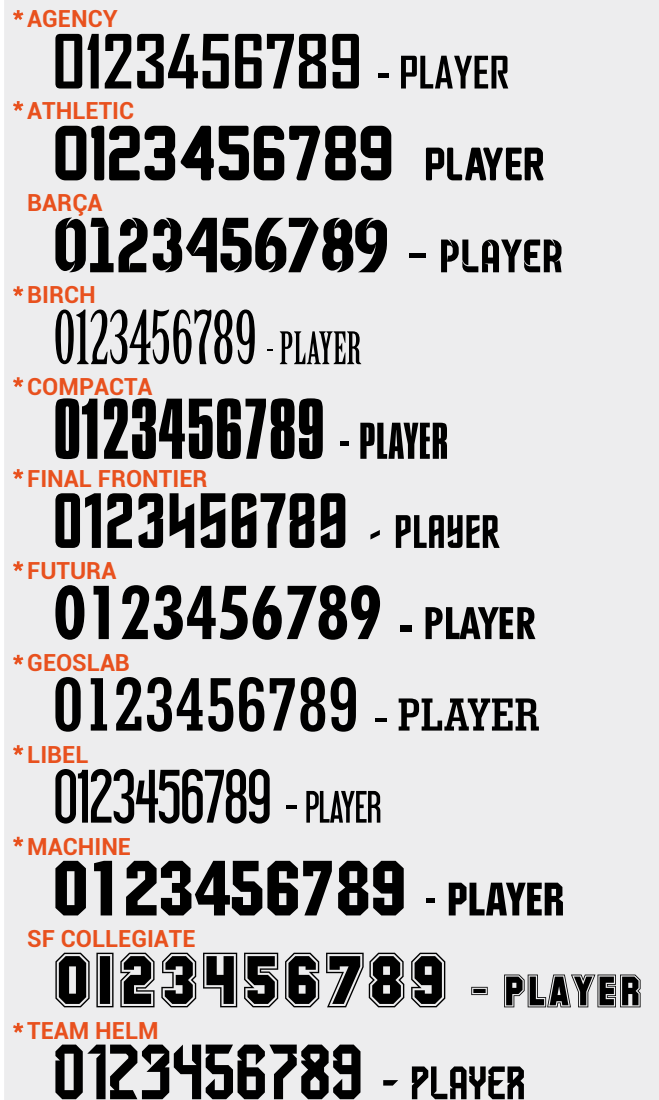 *AGENCY
0123456789 - PLAYER
*ATHLETIC
0123456789 PLAYER
BARÇA
0123456789 - PLAYER
*BIRCH
0123456789 - PLAYER
*COMPACTA
0123456789 - PLAYER
*FINAL FRONTIER
0123456789 - PLAYER
*FUTURA
0123456789 - PLAYER
*GEOSLAB
0123456789 - PLAYER
*LIBEL
0123456789 - PLAYER
*MACHINE
0123456789 - PLAYER
SF COLLEGIATE
0123456789 - PLAYER
*TEAM HELM
0123456789 - PLAYER